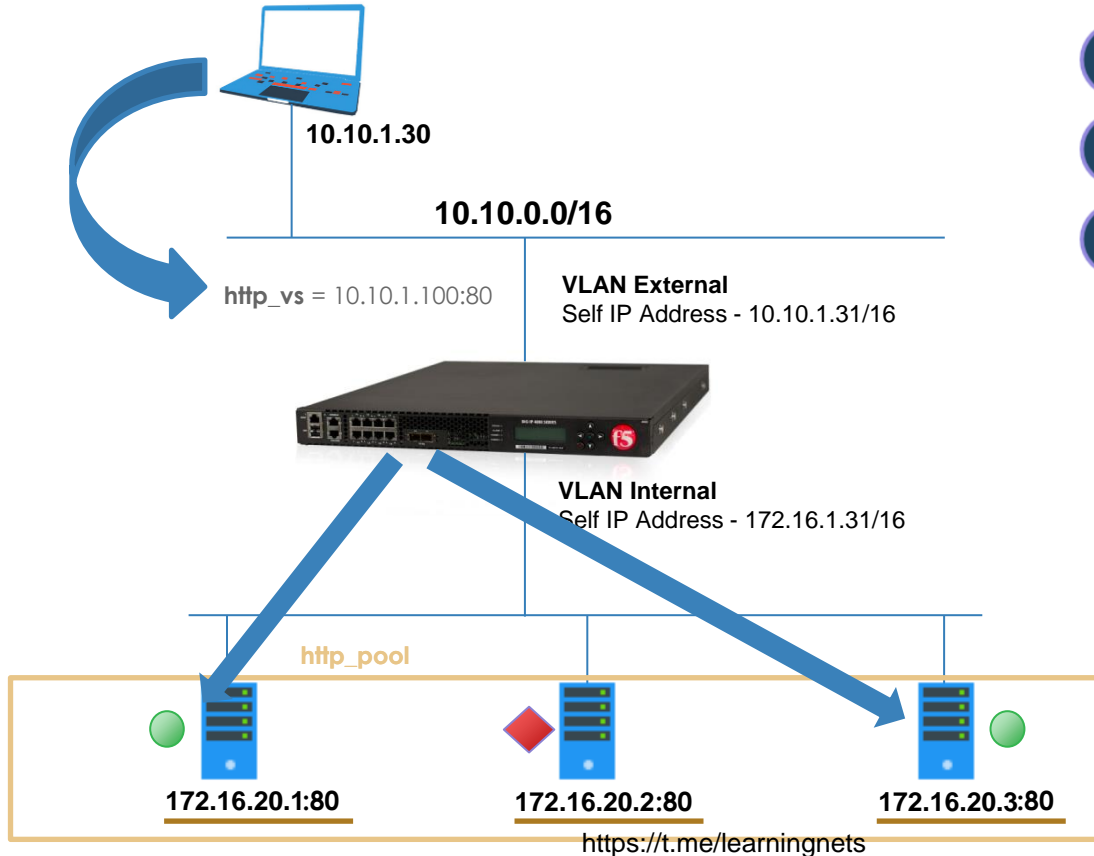 10.10.1.30
10.10.0.0/16
http_vs = 10.10.1.100:80
VLAN External
Self IP Address - 10.10.1.31/16
f5
VLAN Internal
Self IP Address - 172.16.1.31/16
http_pool
172.16.20.1:80
172.16.20.2:80
172.16.20.3:80
https://t.me/learningnets